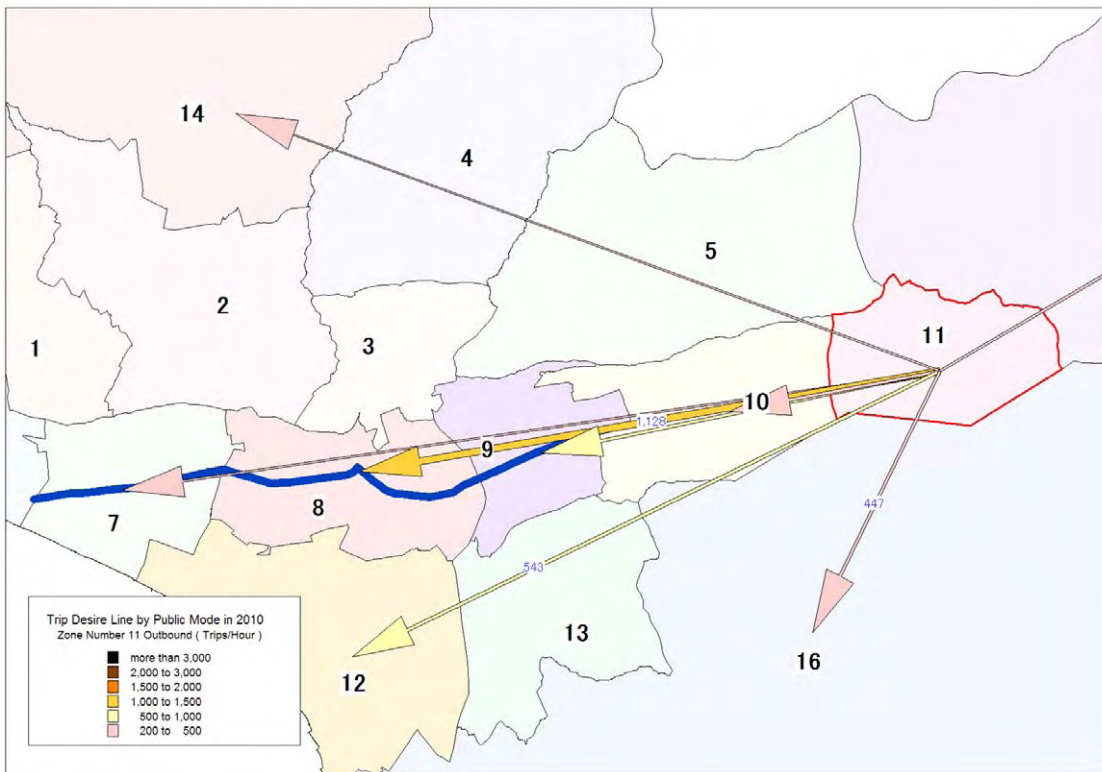 14
4
5
2
11
1
3
10
1.128
9
447
8
7
543
Trip Desire Line by Public Mode in 2010
Zone Number 11 Outbound ( Trips/Hour )
more than 3,000
2,000 to 3,000
1,500 to 2,000
1,000 to 1,500
500 to 1,000
200 to 500
13
16
12